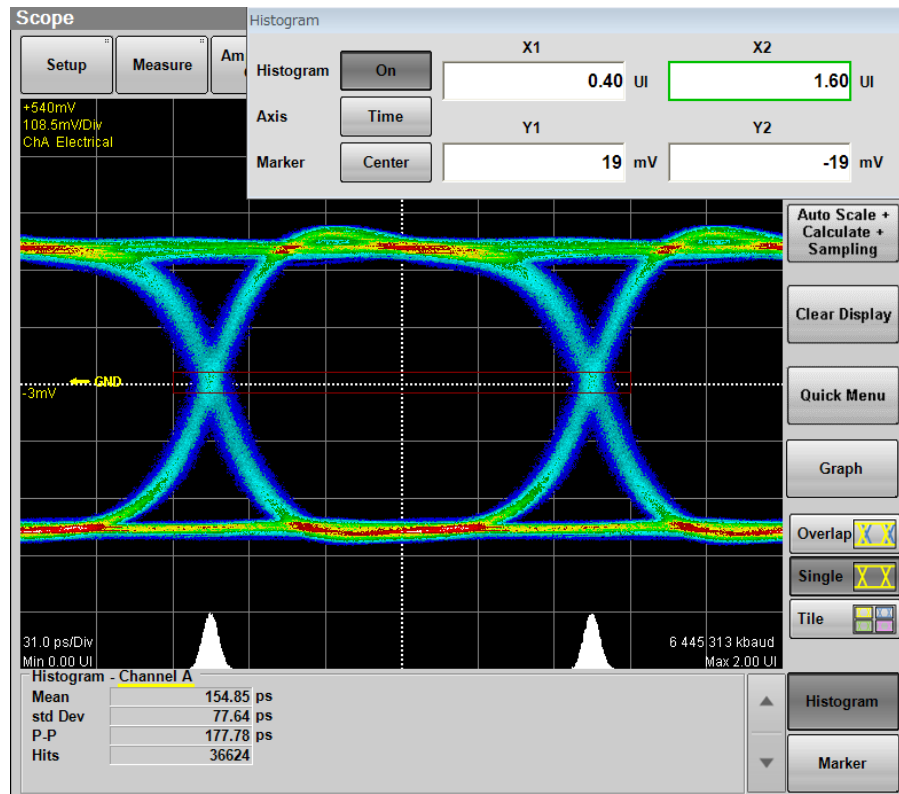 Scope
Histogram
Setup
Measure
Am
Histogram
On
X1
0.40 UI
X2
1.60 UI
Axis
Time
Marker
Center
Y1
19 mV
Y2
-19 mV
+540mV
108.5mV/Div
ChA Electrical
GND
-3mV
31.0 ps/Div
Min 0.00 UI
6 445 313 kbaud
Max 2.00 UI
Auto Scale +
Calculate +
Sampling
Clear Display
Quick Menu
Graph
Overlap
Single
Tile
Histogram - Channel A
Mean 154.85 ps
std Dev 77.64 ps
P-P 177.78 ps
Hits 36624
Histogram
Marker